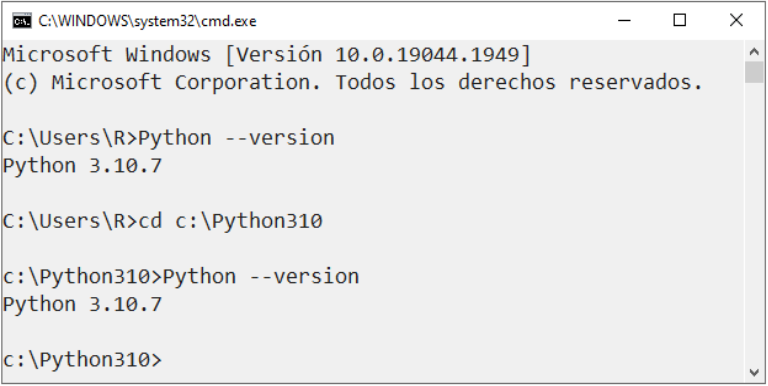 C:\WINDOWS\system32\cmd.exe
Microsoft Windows [Versión 10.0.19044.1949]
(c) Microsoft Corporation. Todos los derechos reservados.
C:\Users\R>Python --version
Python 3.10.7
C:\Users\R>cd c:\Python310
c:\Python310>Python --version
Python 3.10.7
c:\Python310>